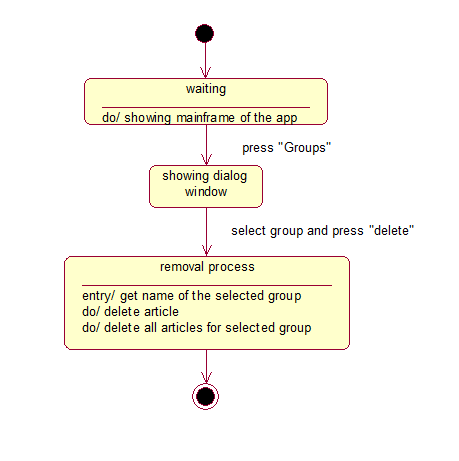 waiting
do/ showing mainframe of the app
press "Groups"
showing dialog
window
select group and press "delete"
removal process
entry/ get name of the selected group
do/ delete article
do/ delete all articles for selected group